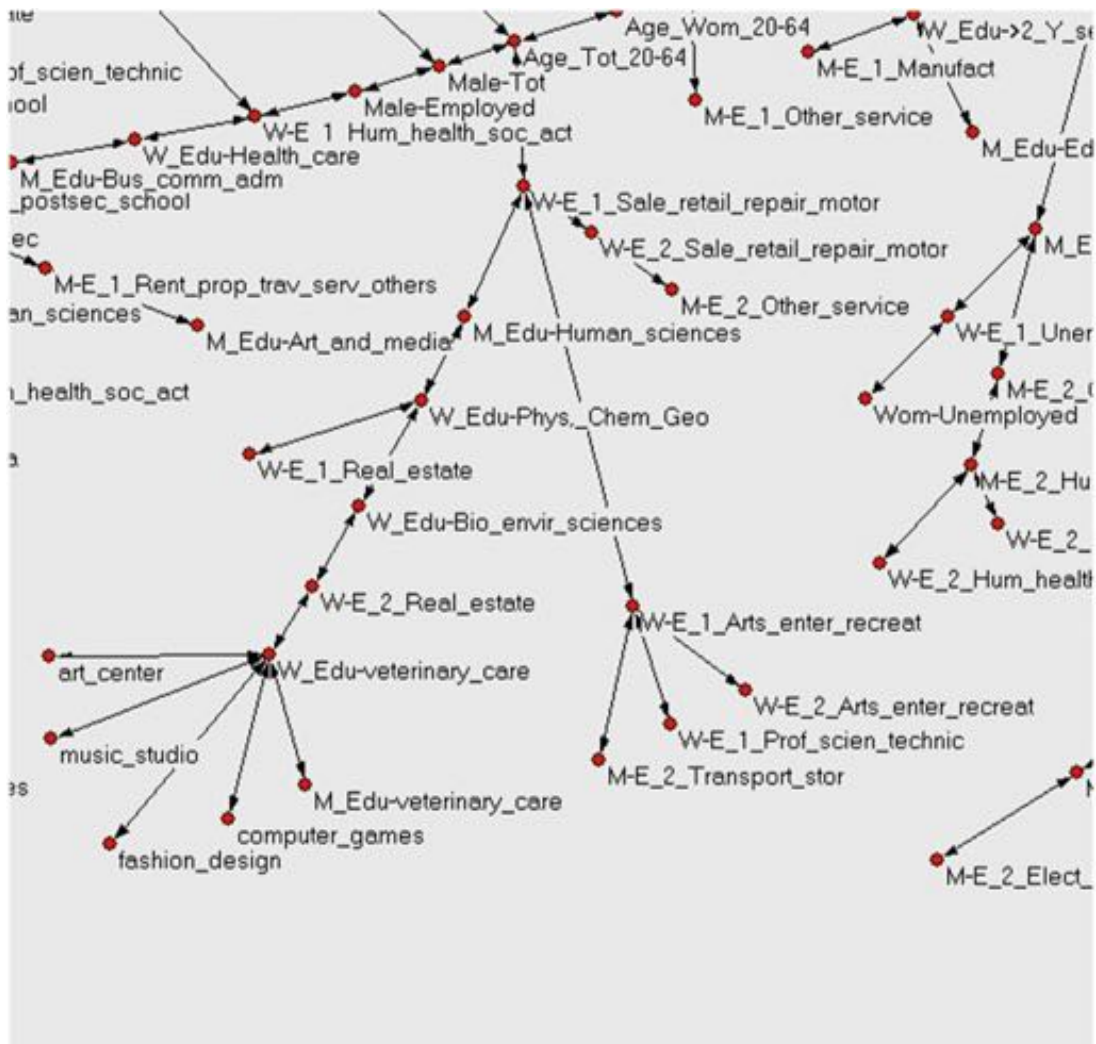 Age_Wom_20-64
W_Edu->2_Y_se
Age_Tot_20-64
M-E_1_Manufact
of_scien_technic
Male-Tot
Male-Employed
M-E_1_Other_service
W-E_1_Hum_health_soc_act
W_Edu-Health_care
M_Edu-Ed
M_Edu-Bus_comm_adm
_postsec_school
W-E_1_Sale_retail_repair_motor
W-E_2_Sale_retail_repair_motor
M_E
ec
M-E_1_Rent_prop_trav_serv_others
M-E_2_Other_service
an_sciences
M_Edu-Art_and_media
M_Edu-Human_sciences
W-E_1_Uner
_health_soc_act
M-E_2_
W_Edu-Phys,_Chem_Geo
Wom-Unemployed
W-E_1_Real_estate
M-E_2_Hu
W_Edu-Bio_envir_sciences
W-E_2_
W-E_2_Hum_health
W-E_2_Real_estate
W-E_1_Arts_enter_recreat
art_center
W_Edu-veterinary_care
W-E_2_Arts_enter_recreat
music_studio
W-E_1_Prof_scien_technic
M-E_2_Transport_stor
es
M_Edu-veterinary_care
computer_games
fashion_design
M-E_2_Elect_